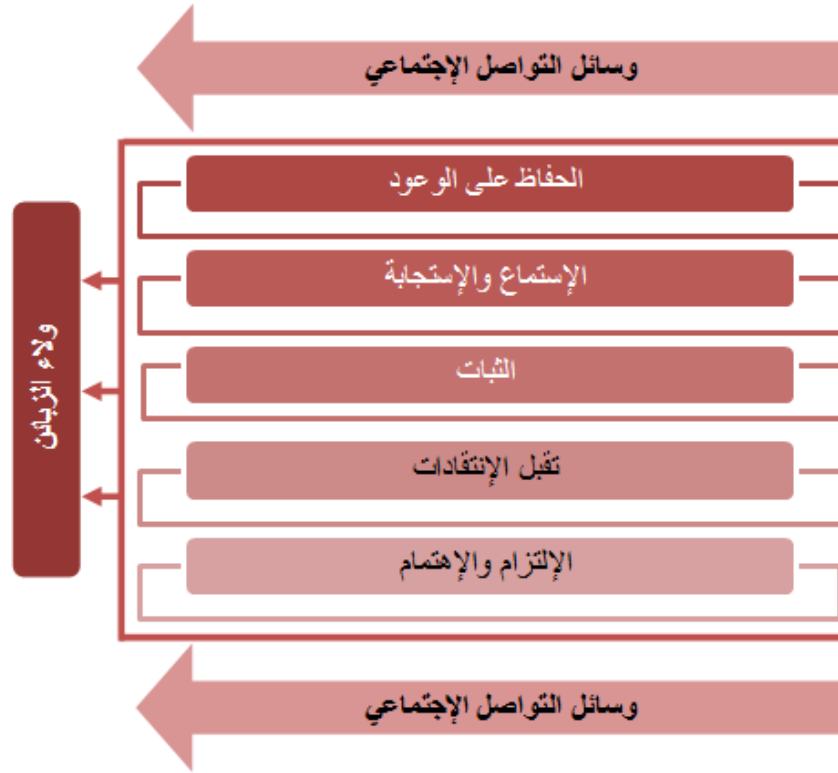 وسائل التواصل الإجتماعي
الحفاظ على الوعود
الإستماع والإستجابة
الثبات
تقبل الإنتقادات
الإلتزام والإهتمام
ولاء الزبائن
وسائل التواصل الإجتماعي